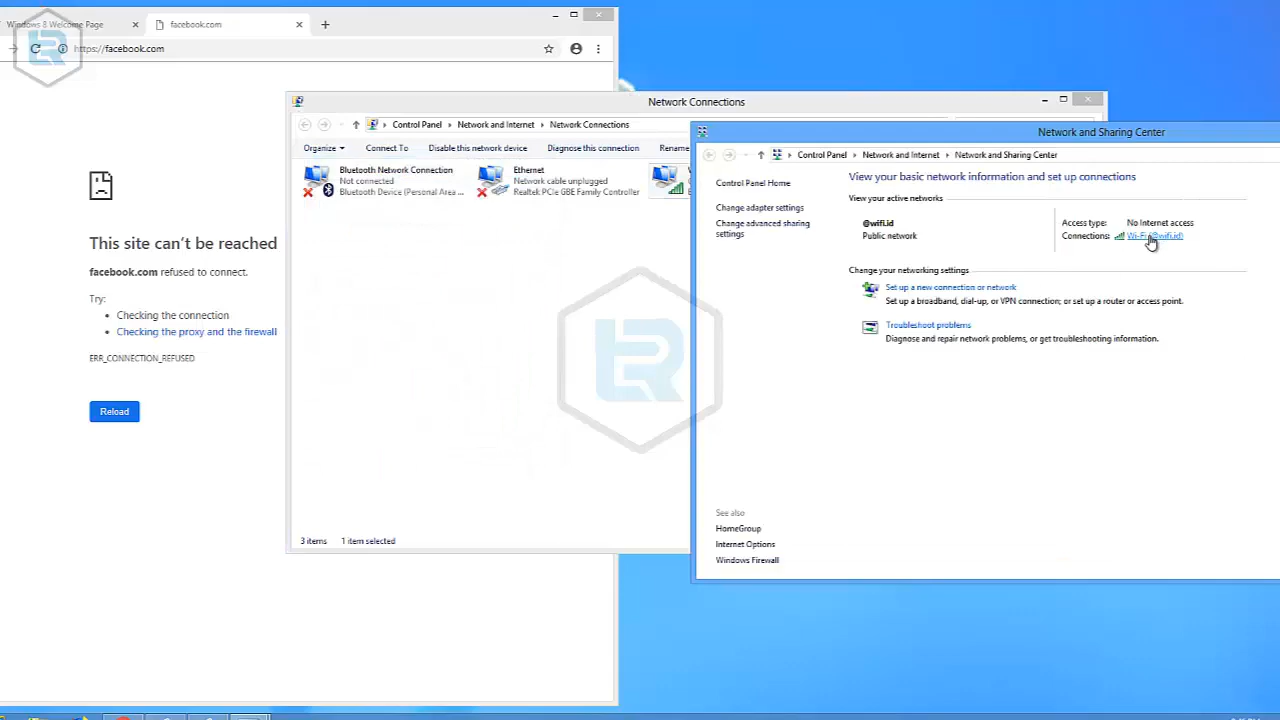 Windows 8 Welcome Page
facebook.com
https://facebook.com
This site can't be reached
facebook.com refused to connect.
Try:
Checking the connection
Checking the proxy and the firewall
ERR_CONNECTION_REFUSED
Reload
Network Connections
Control Panel Network and Internet Network Connections
Organize Connect To Disable this network device Diagnose this connection Rename
Bluetooth Network Connection
Not connected
Bluetooth Device (Personal Area ...
Ethernet
Network cable unplugged
Realtek PCIe GBE Family Controller
3 items 1 item selected
Network and Sharing Center
Control Panel Network and Internet Network and Sharing Center
Control Panel Home
Change adapter settings
Change advanced sharing
settings
View your basic network information and set up connections
View your active networks
@wifi.id
Public network
Access type: No Internet access
Connections: Wi-Fi (@wifi.id)
Change your networking settings
Set up a new connection or network
Set up a broadband, dial-up, or VPN connection; or set up a router or access point.
Troubleshoot problems
Diagnose and repair network problems, or get troubleshooting information.
See also
HomeGroup
Internet Options
Windows Firewall